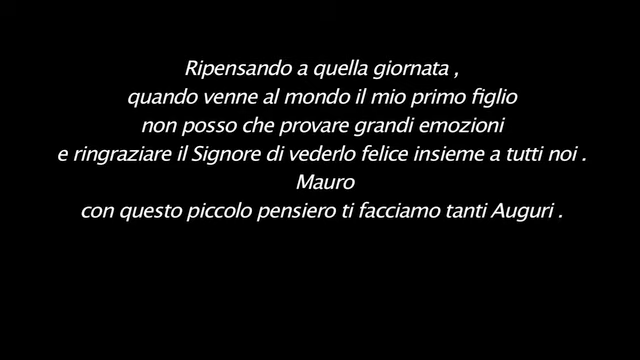 Ripensando a quella giornata ,
quando venne al mondo il mio primo figlio
non posso che provare grandi emozioni
e ringraziare il Signore di vederlo felice insieme a tutti noi .
Mauro
con questo piccolo pensiero ti facciamo tanti Auguri .